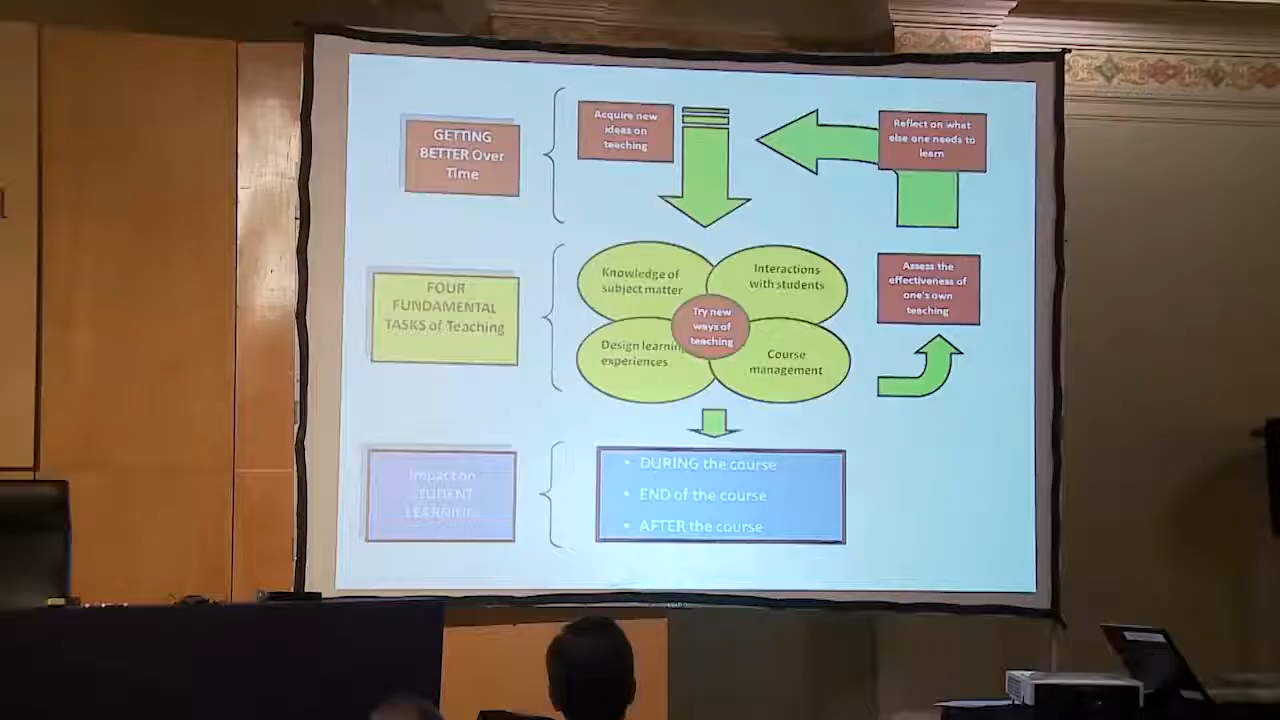 GETTING
BETTER Over
Time
Acquire new
ideas on
teaching
Reflect on what
else one needs to
learn
FOUR
FUNDAMENTAL
TASKS of Teaching
Knowledge of
subject matter
Interactions
with students
Try new
ways of
teaching
Design learning
experiences
Course
management
Assess the
effectiveness of
one's own
teaching
Impact on
STUDENT
LEARNING
• DURING the course
• END of the course
• AFTER the course